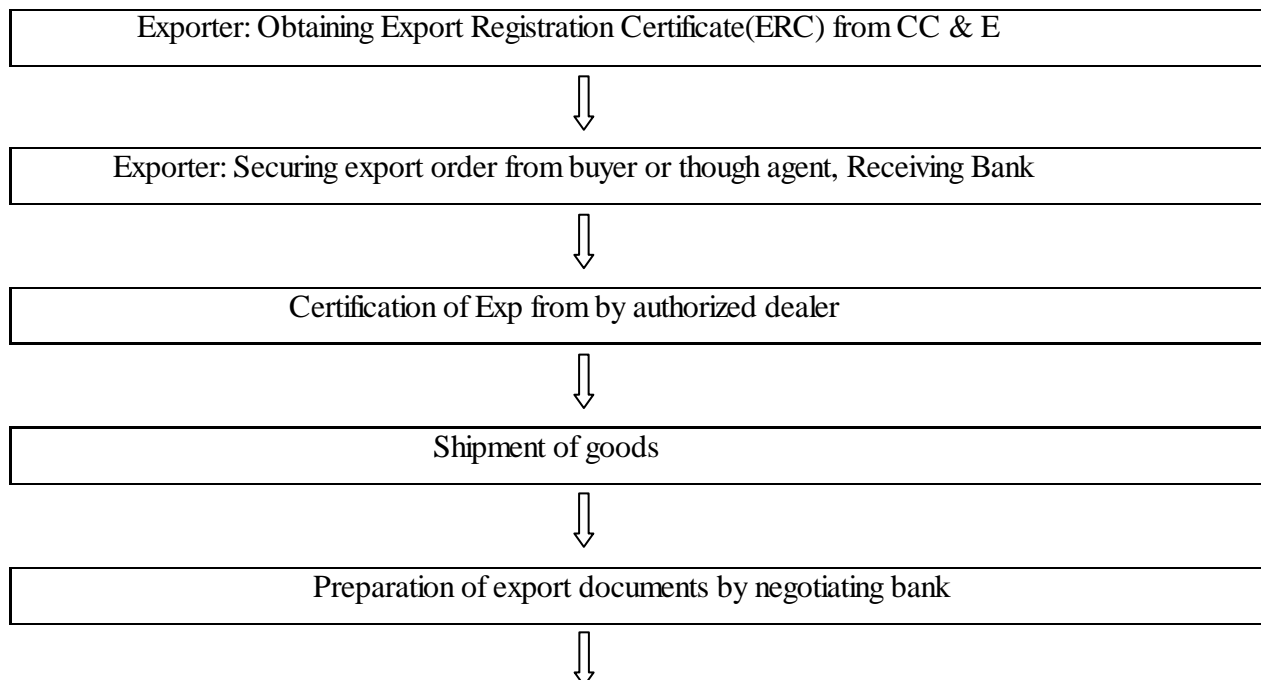 Exporter: Obtaining Export Registration Certificate(ERC) from CC & E
Exporter: Securing export order from buyer or though agent, Receiving Bank
Certification of Exp from by authorized dealer
Shipment of goods
Preparation of export documents by negotiating bank